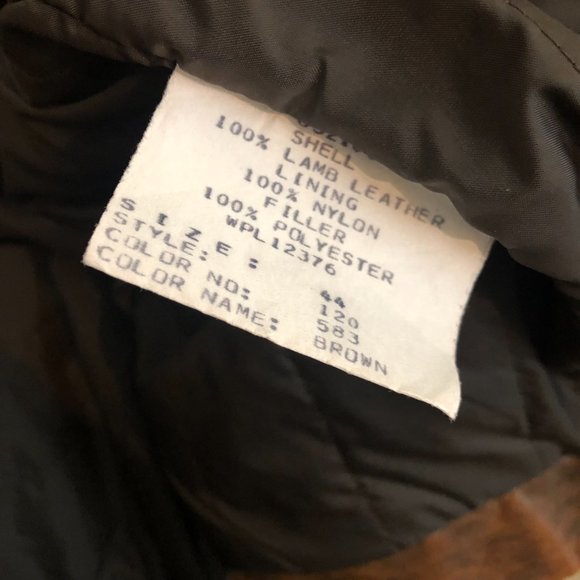 SHELL
100% LAMB LEATHER
LINING
100% NYLON
FILLER
100% POLYESTER
WPL12376
SIZE: 44
STYLE: 120
COLOR NO: 583
COLOR NAME: BROWN